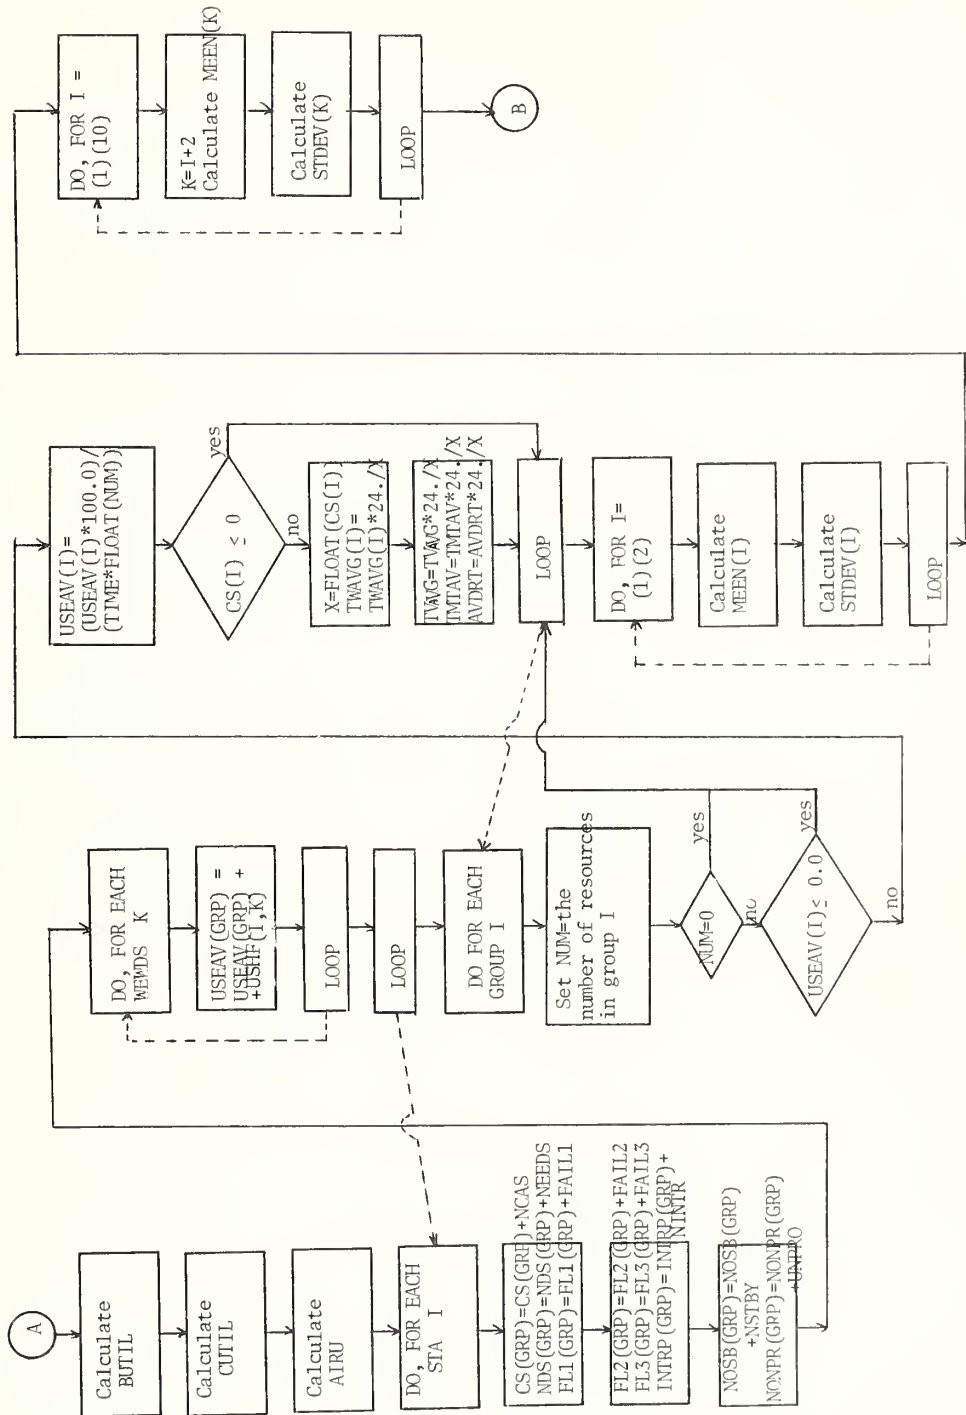 A
Calculate
BUTIL
Calculate
CUTIL
Calculate
AIRU
DO, FOR EACH
STA I
CS(GRP)=CS(GRP)+NCAS
NDS(GRP)=NDS(GRP)+NEEDS
FL1(GRP)=FL1(GRP)+FAIL1
FL2(GRP)=FL2(GRP)+FAIL2
FL3(GRP)=FL3(GRP)+FAIL3
INTRP(GRP)=INTRP(GRP)+
NINTR
NOSB(GRP)=NOSB(GRP)
+NSTBY
NONPR(GRP)=NONPR(GRP)
+UNPRO
DO, FOR EACH
WEWDS K
USEAV(GRP) =
USEAV(GRP) +
+USHF(I,K)
LOOP
LOOP
DO FOR EACH
GROUP I
Set NUM=the
number of resources
in group I
NUM=0
yes
no
USEAV(I)≤ 0.0
yes
no
USEAV(I)=
(USEAV(I)*100.0)/
(TIME*FLOAT(NUM))
CS(I) ≤ 0
yes
no
X=FLOAT(CS(I))
TWAVG(I)=
TWAVG(I)*24./X
TVAVG=TVAVG*24./X
TMTAV=TMTAV*24./X
AVDRT=AVDRT*24./X
LOOP
DO, FOR I=
(1)(2)
Calculate
MEEN(I)
Calculate
STDEV(I)
LOOP
DO, FOR I =
(1)(10)
K=I+2
Calculate MEEN(K)
Calculate
STDEV(K)
LOOP
B